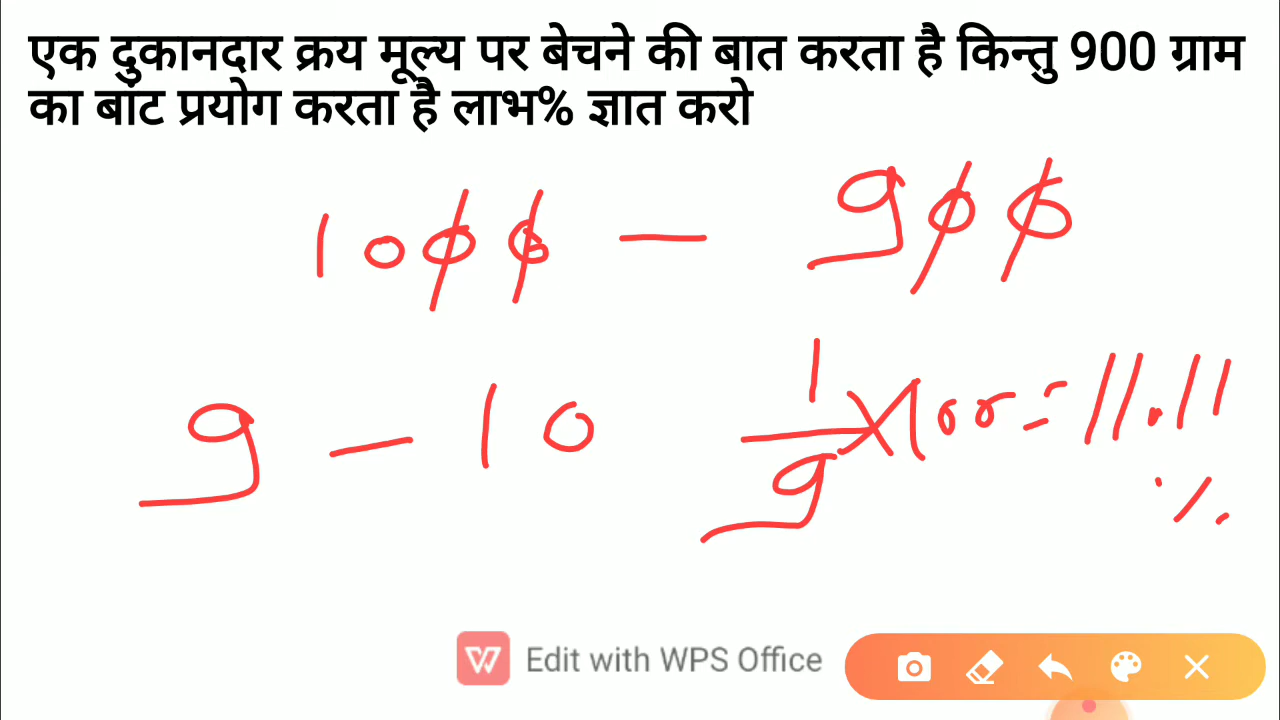 एक दुकानदार क्रय मूल्य पर बेचने की बात करता है किन्तु 900 ग्राम
का बांट प्रयोग करता है लाभ% ज्ञात करो
1000 — 900
9 — 10
1/9 × 100 = 11.11
%
Edit with WPS Office